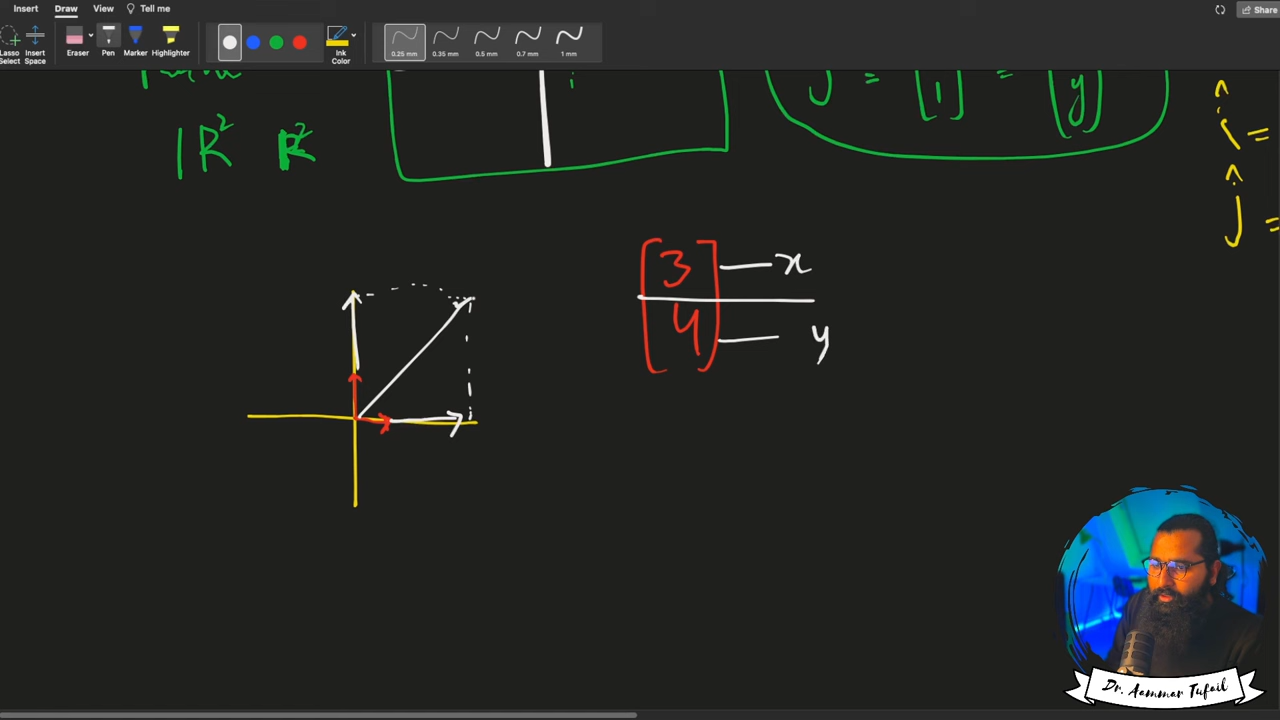 Insert Draw View Tell me
Share
Lasso Select
Insert Space
Eraser
Pen
Marker
Highlighter
Ink Color
0.25 mm
0.35 mm
0.5 mm
0.7 mm
1 mm
i
j = [1] = [y]
î =
ĵ =
ℝ² ℝ²
3 — x
4 — y
Dr. Aammar Tufail